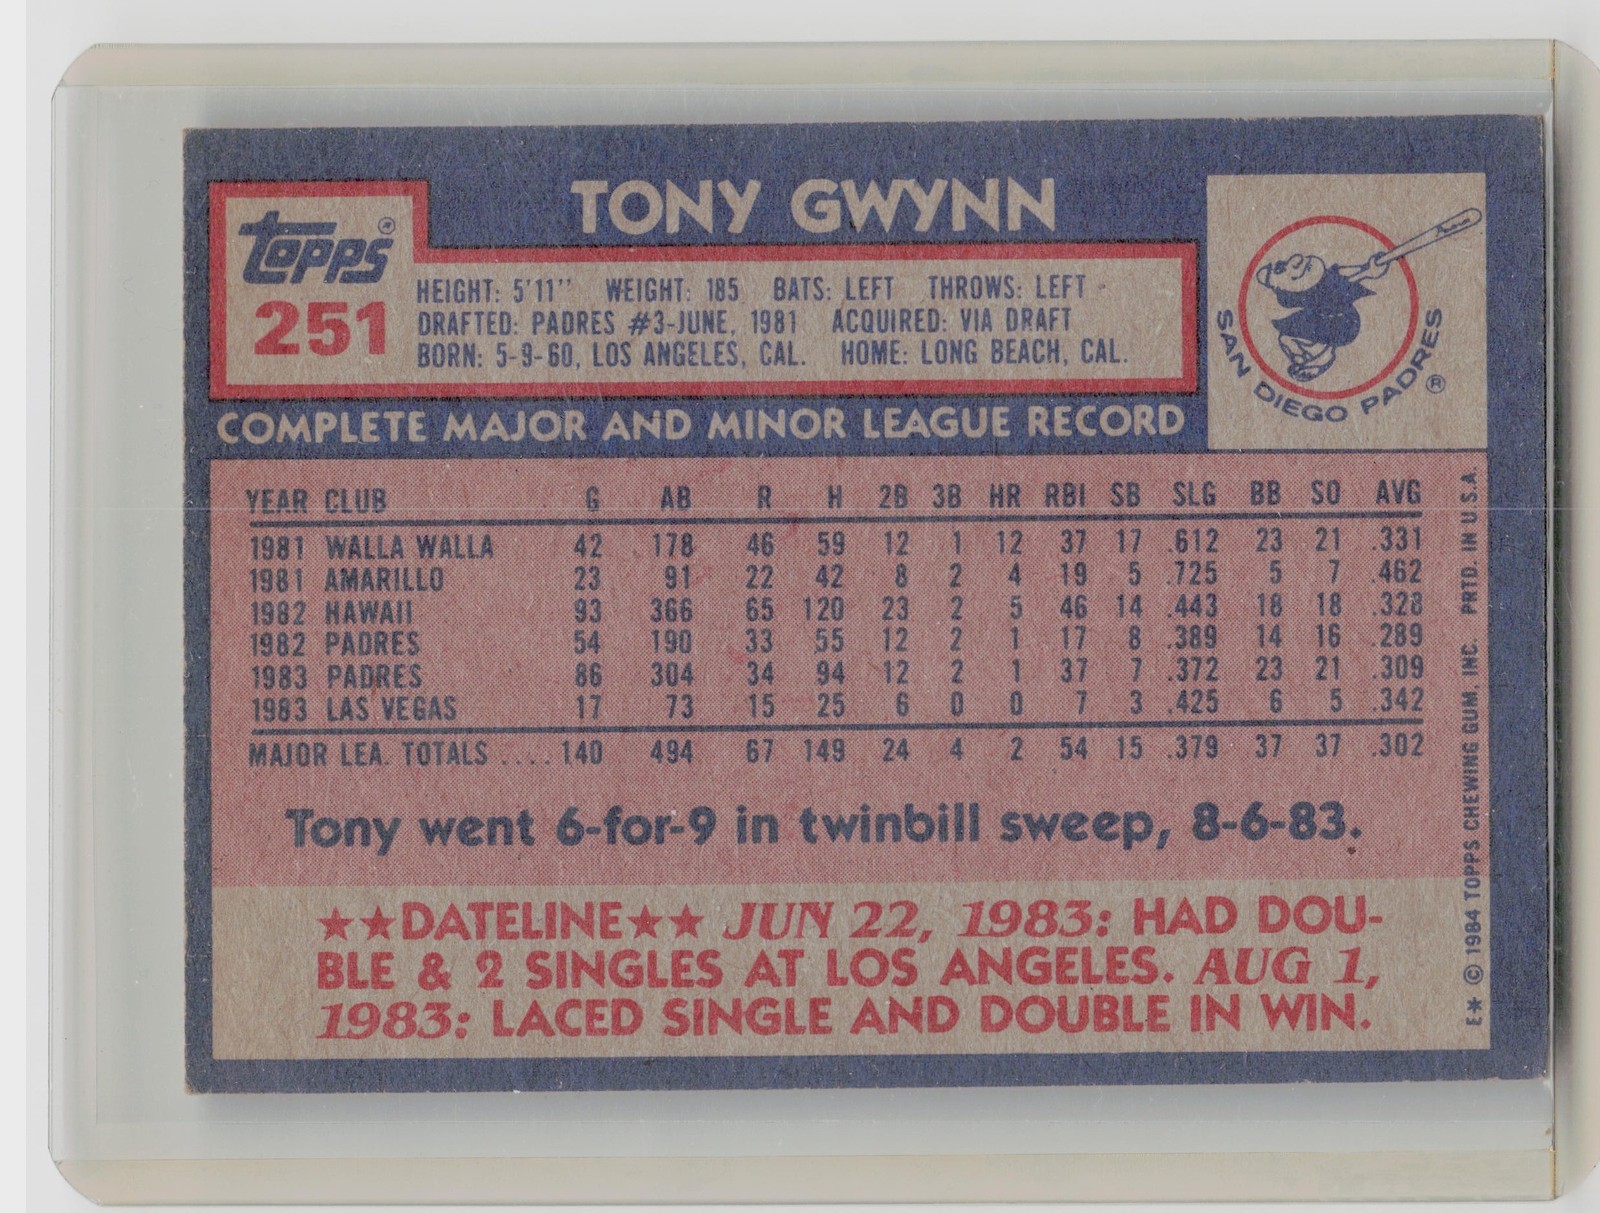 TONY GWYNN
Topps®
251
HEIGHT: 5'11" WEIGHT: 185 BATS: LEFT THROWS: LEFT
DRAFTED: PADRES #3-JUNE, 1981 ACQUIRED: VIA DRAFT
BORN: 5-9-60, LOS ANGELES, CAL. HOME: LONG BEACH, CAL.
SAN DIEGO PADRES ®
COMPLETE MAJOR AND MINOR LEAGUE RECORD
YEAR CLUB G AB R H 2B 3B HR RBI SB SLG BB SO AVG
1981 WALLA WALLA 42 178 46 59 12 1 12 37 17 .612 23 21 .331
1981 AMARILLO 23 91 22 42 8 2 4 19 5 .725 5 7 .462
1982 HAWAII 93 366 65 120 23 2 5 46 14 .443 18 18 .328
1982 PADRES 54 190 33 55 12 2 1 17 8 .389 14 16 .289
1983 PADRES 86 304 34 94 12 2 1 37 7 .372 23 21 .309
1983 LAS VEGAS 17 73 15 25 6 0 0 7 3 .425 6 5 .342
MAJOR LEA. TOTALS .... 140 494 67 149 24 4 2 54 15 .379 37 37 .302
Tony went 6-for-9 in twinbill sweep, 8-6-83.
★★DATELINE★★ JUN 22, 1983: HAD DOU-
BLE & 2 SINGLES AT LOS ANGELES. AUG 1,
1983: LACED SINGLE AND DOUBLE IN WIN.
E* © 1984 TOPPS CHEWING GUM, INC. PRTD. IN U.S.A.